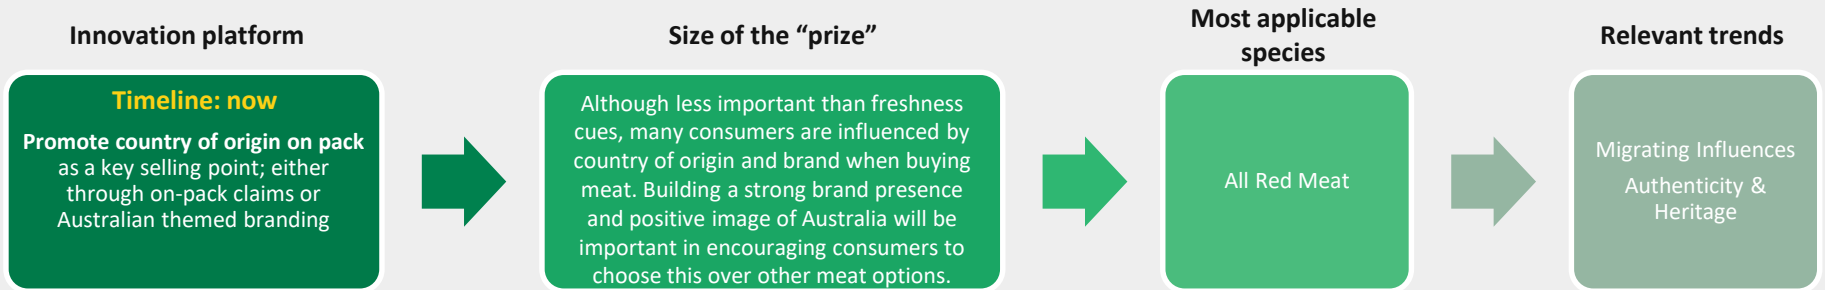 Innovation platform
Timeline: now
Promote country of origin on pack
as a key selling point; either
through on-pack claims or
Australian themed branding
Size of the “prize”
Although less important than freshness
cues, many consumers are influenced by
country of origin and brand when buying
meat. Building a strong brand presence
and positive image of Australia will be
important in encouraging consumers to
choose this over other meat options.
Most applicable
species
All Red Meat
Relevant trends
Migrating Influences
Authenticity &
Heritage